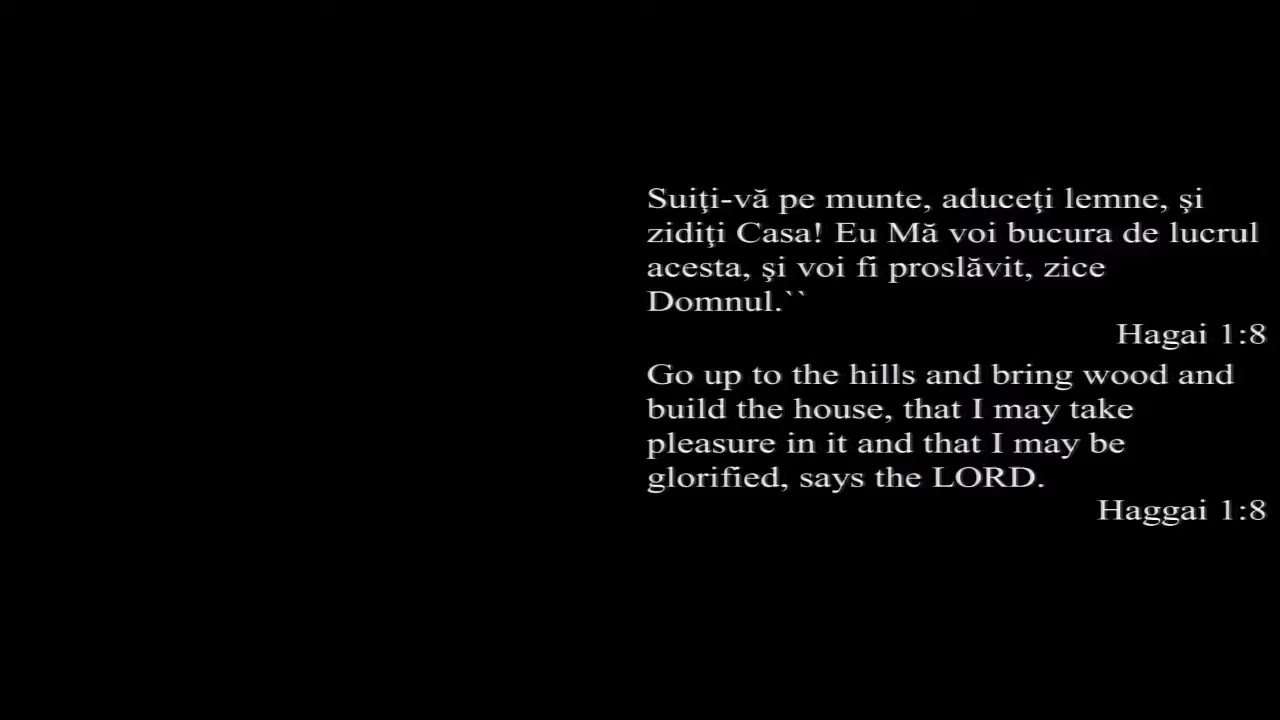 Suiţi-vă pe munte, aduceţi lemne, şi
zidiţi Casa! Eu Mă voi bucura de lucrul
acesta, şi voi fi proslăvit, zice
Domnul.``
Hagai 1:8
Go up to the hills and bring wood and
build the house, that I may take
pleasure in it and that I may be
glorified, says the LORD.
Haggai 1:8